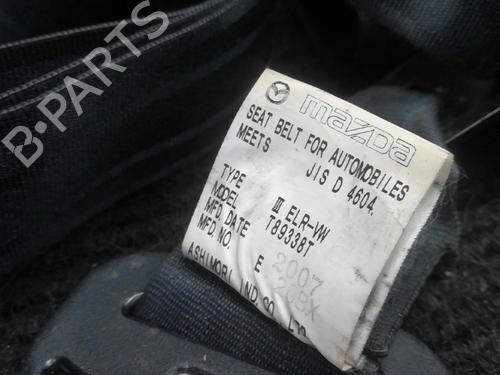 B-PARTS
mazda
SEAT BELT FOR AUTOMOBILES
MEETS JIS D 4604.
TYPE III ELR-VW
MODEL T89338T
MFD. DATE 2007
MFD. NO. E
ASHIMORI IND. CO., LTD.